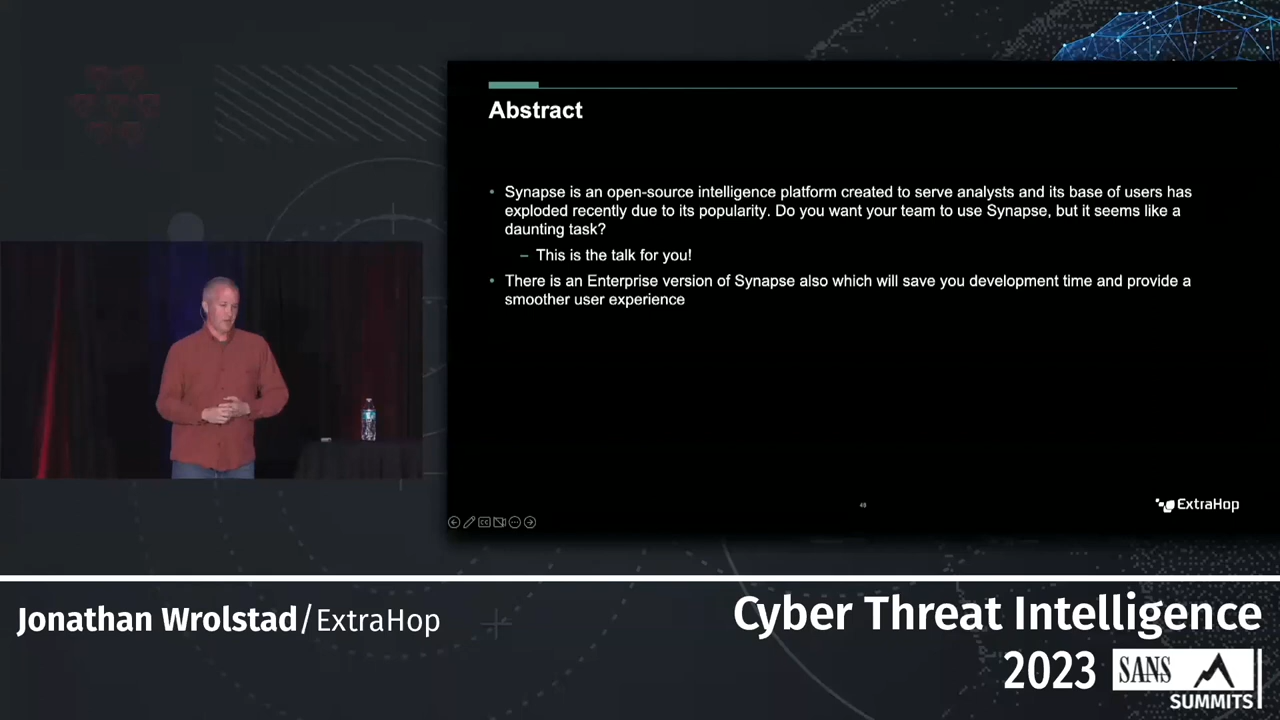 Abstract
• Synapse is an open-source intelligence platform created to serve analysts and its base of users has
exploded recently due to its popularity. Do you want your team to use Synapse, but it seems like a
daunting task?
– This is the talk for you!
• There is an Enterprise version of Synapse also which will save you development time and provide a
smoother user experience
ExtraHop
Jonathan Wrolstad/ExtraHop
Cyber Threat Intelligence
2023 SANS
SUMMITS